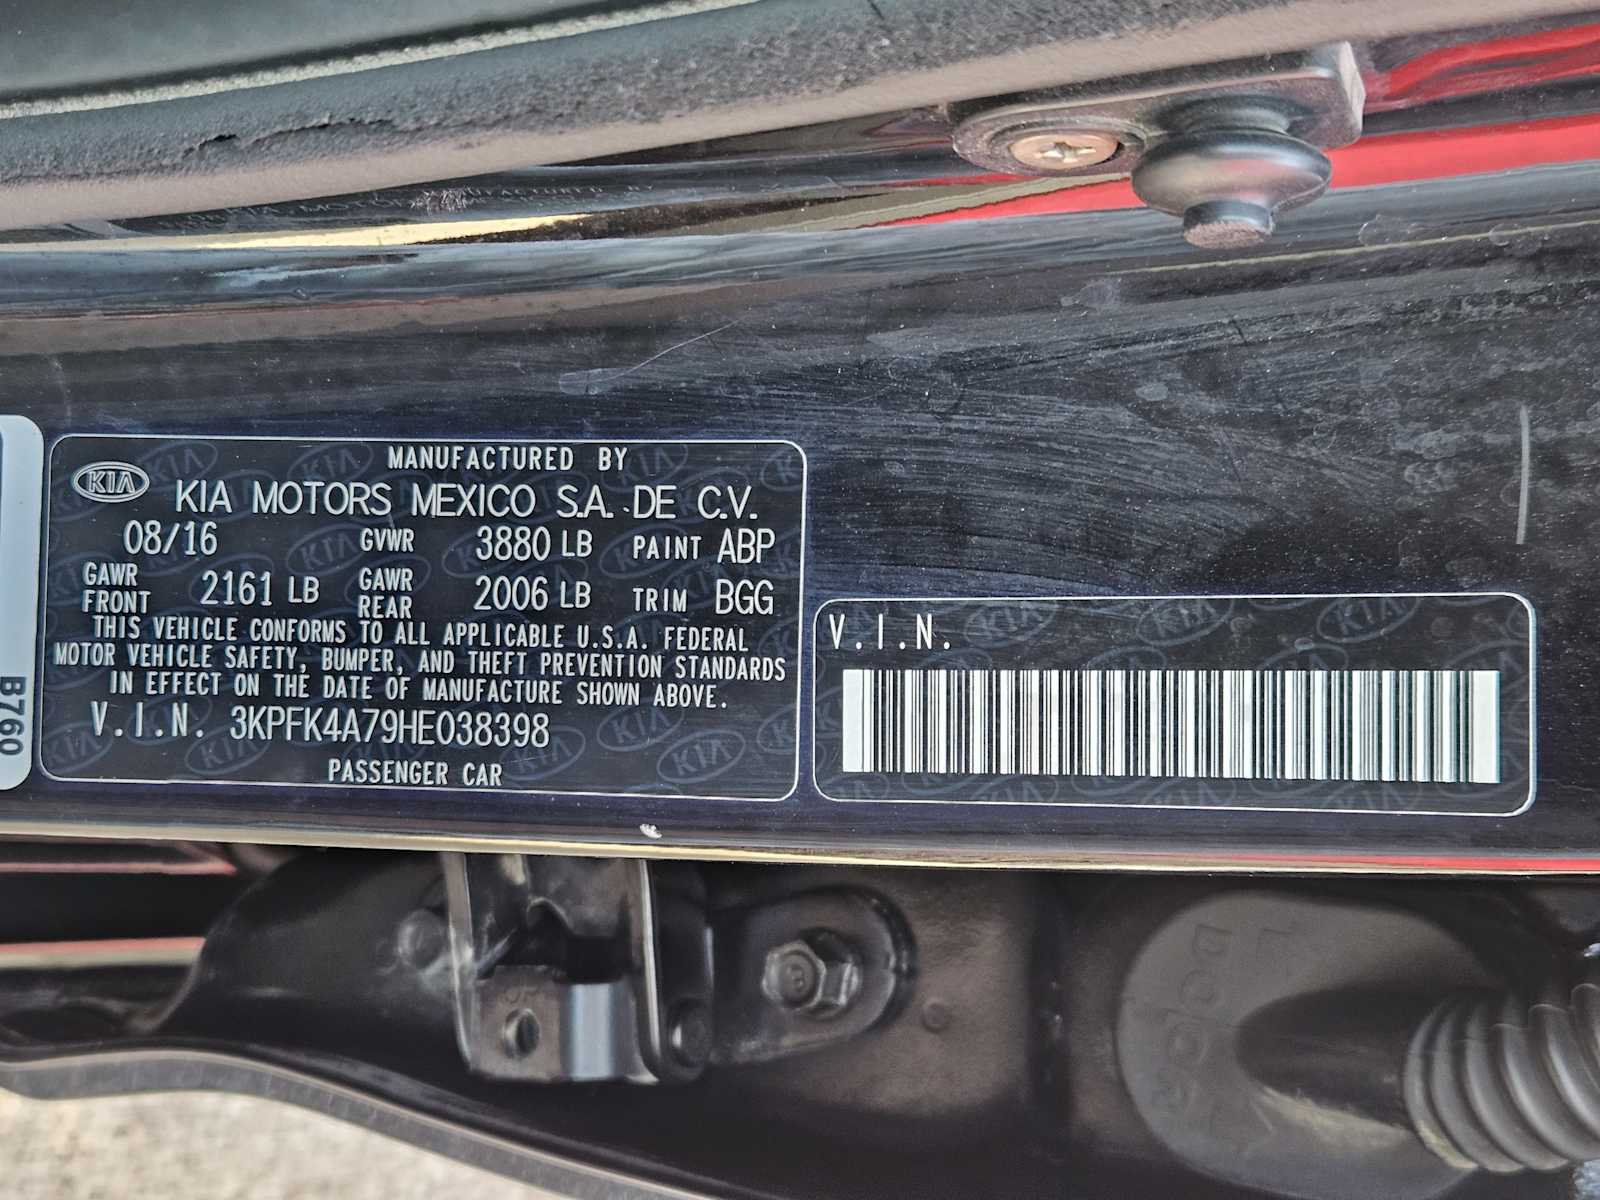 MANUFACTURED BY
KIA
KIA MOTORS MEXICO S.A. DE C.V.
08/16 GVWR 3880 LB PAINT ABP
GAWR FRONT 2161 LB GAWR REAR 2006 LB TRIM BGG
THIS VEHICLE CONFORMS TO ALL APPLICABLE U.S.A. FEDERAL
MOTOR VEHICLE SAFETY, BUMPER, AND THEFT PREVENTION STANDARDS
IN EFFECT ON THE DATE OF MANUFACTURE SHOWN ABOVE.
V.I.N. 3KPFK4A79HE038398
PASSENGER CAR
V.I.N.
B760